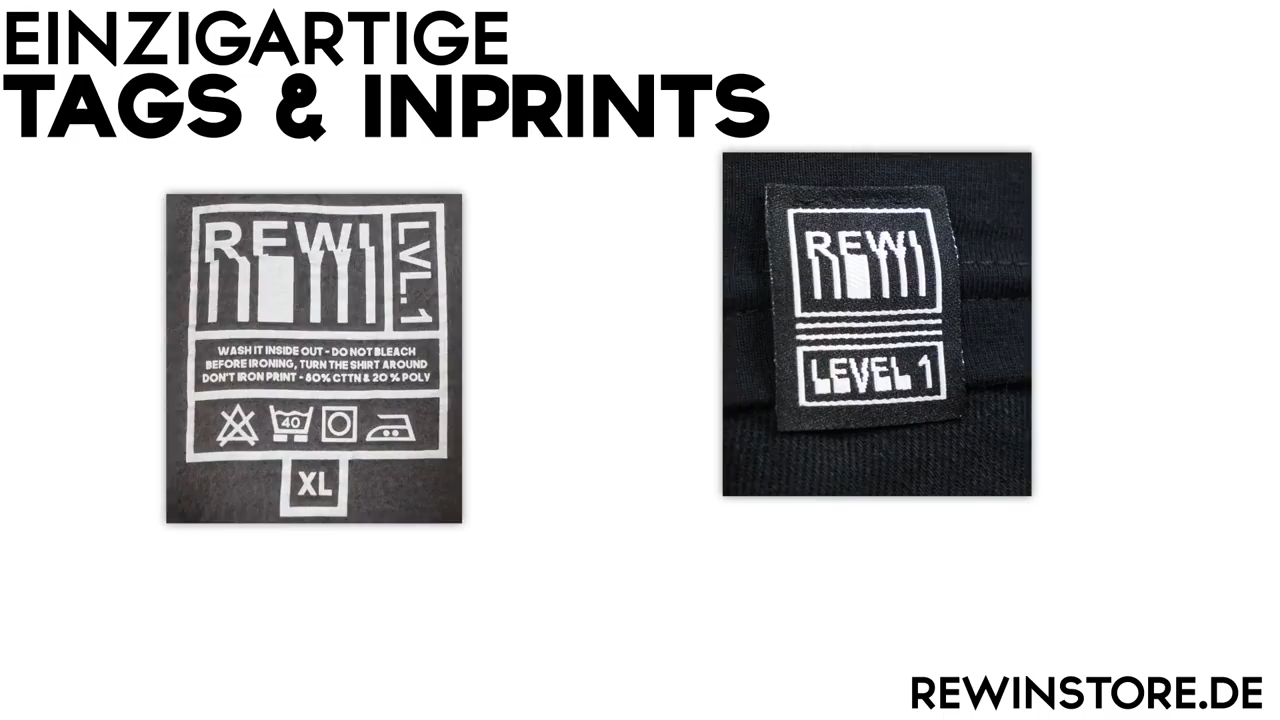 EINZIGARTIGE
TAGS & INPRINTS
REWI
LVL.1
WASH IT INSIDE OUT - DO NOT BLEACH
BEFORE IRONING, TURN THE SHIRT AROUND
DON'T IRON PRINT - 80% CTTN & 20 % POLY
40
XL
REWI
LEVEL 1
REWINSTORE.DE